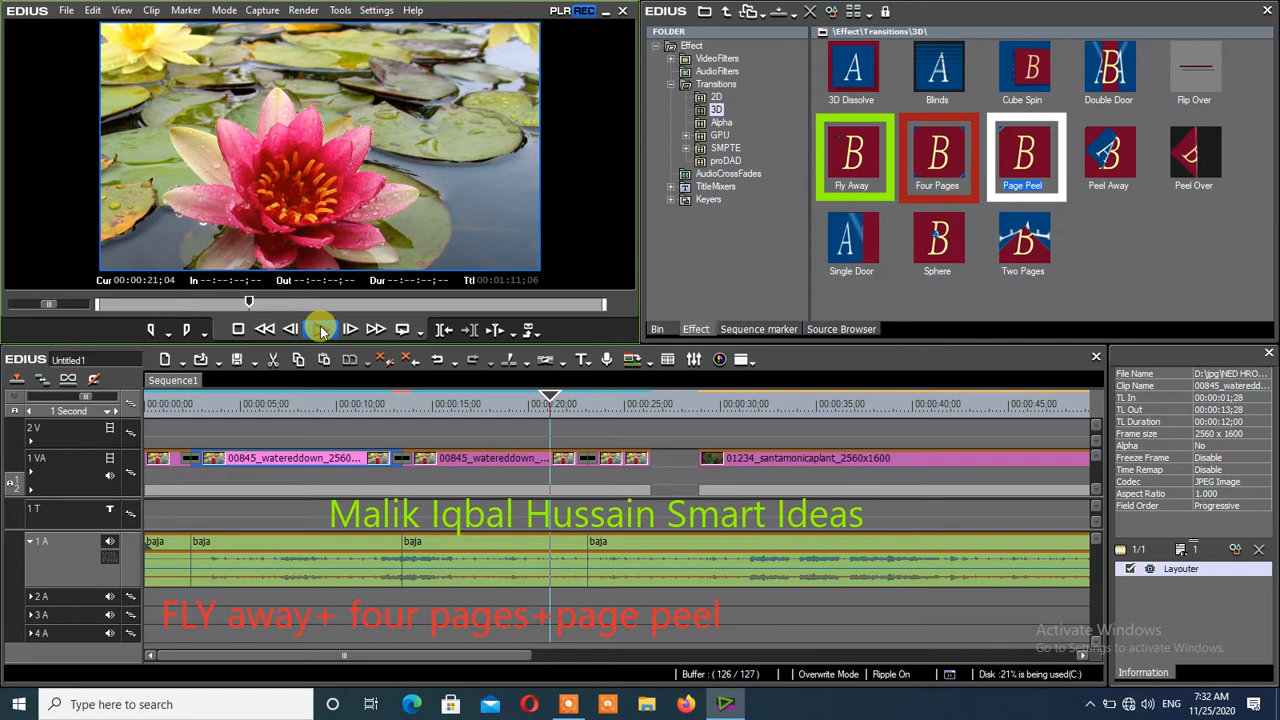 File Edit View Clip Marker Mode Capture Render Tools Settings Help PLR REC
EDIUS
FOLDER
\Effect\Transitions\3D\
Effect
VideoFilters
AudioFilters
Transitions
2D
3D
Alpha
GPU
SMPTE
proDAD
AudioCrossFades
TitleMixers
Keyers
3D Dissolve
Blinds
Cube Spin
Double Door
Flip Over
Fly Away
Four Pages
Page Peel
Peel Away
Peel Over
Single Door
Sphere
Two Pages
Cur 00:00:21;04 In --:--:--;-- Out --:--:--;-- Dur --:--:--;-- Ttl 00:01:11;06
Bin Effect Sequence marker Source Browser
EDIUS Untitled1
Sequence1
1 Second
00:00:00;00 00:00:05;00 00:00:10;00 00:00:15;00 00:00:20;00 00:00:25;00 00:00:30;00 00:00:35;00 00:00:40;00 00:00:45;00
2 V
1 VA 00845_watereddown_2560... 00845_watereddown_... 01234_santamonicaplant_2560x1600
Malik Iqbal Hussain Smart Ideas
1 T
1 A baja baja baja baja
2 A
3 A
4 A
FLY away+ four pages+page peel
File Name D:\jpg\NED HRO...
Clip Name 00845_watereddo...
TL In 00:00:01;28
TL Out 00:00:13;28
TL Duration 00:00:12;00
Frame size 2560 x 1600
Alpha No
Freeze Frame Disable
Time Remap Disable
Codec JPEG Image
Aspect Ratio 1.000
Field Order Progressive
1/1 1
Layouter
Activate Windows
Go to Settings to activate Windows.
Information
Buffer : ( 126 / 127 ) Overwrite Mode Ripple On Disk :21% is being used(C:)
Type here to search
ENG
7:32 AM
11/25/2020